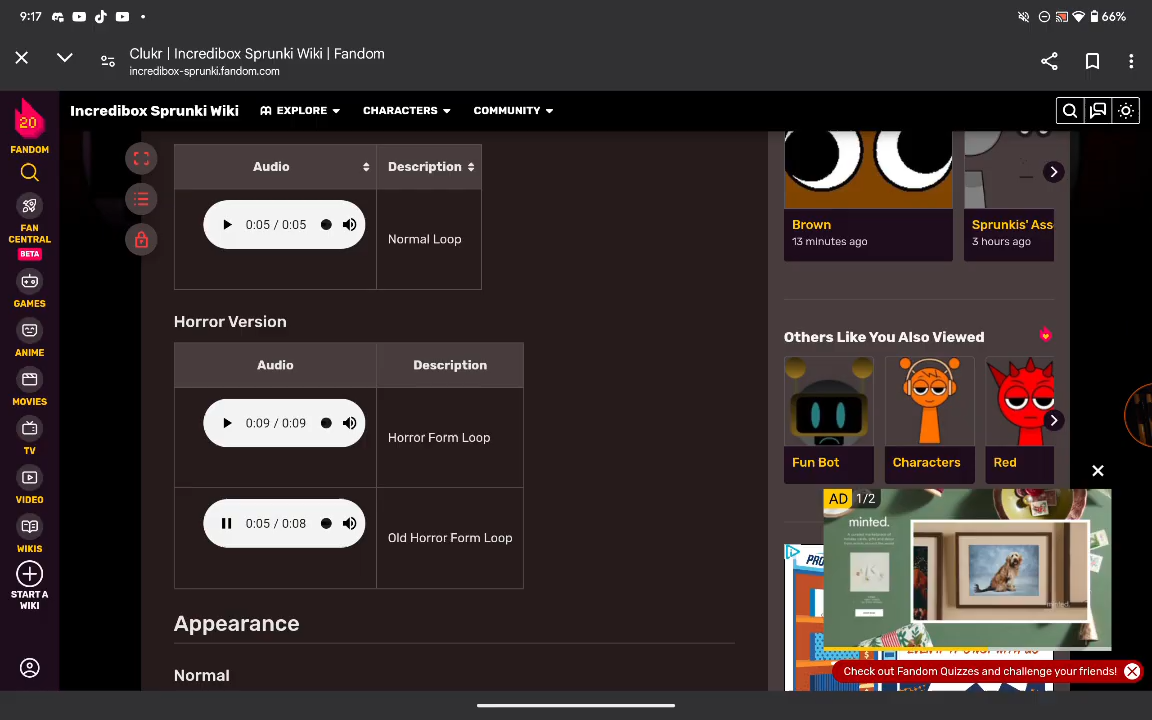 9:17
66%
Clukr | Incredibox Sprunki Wiki | Fandom
incredibox-sprunki.fandom.com
20
FANDOM
FAN
CENTRAL
BETA
GAMES
ANIME
MOVIES
TV
VIDEO
WIKIS
START A
WIKI
Incredibox Sprunki Wiki
EXPLORE
CHARACTERS
COMMUNITY
Audio
Description
0:05 / 0:05
Normal Loop
Horror Version
Audio
Description
0:09 / 0:09
Horror Form Loop
0:05 / 0:08
Old Horror Form Loop
Appearance
Normal
Brown
13 minutes ago
Sprunkis' Ass
3 hours ago
Others Like You Also Viewed
Fun Bot
Characters
Red
AD 1/2
minted.
minted.
Check out Fandom Quizzes and challenge your friends!